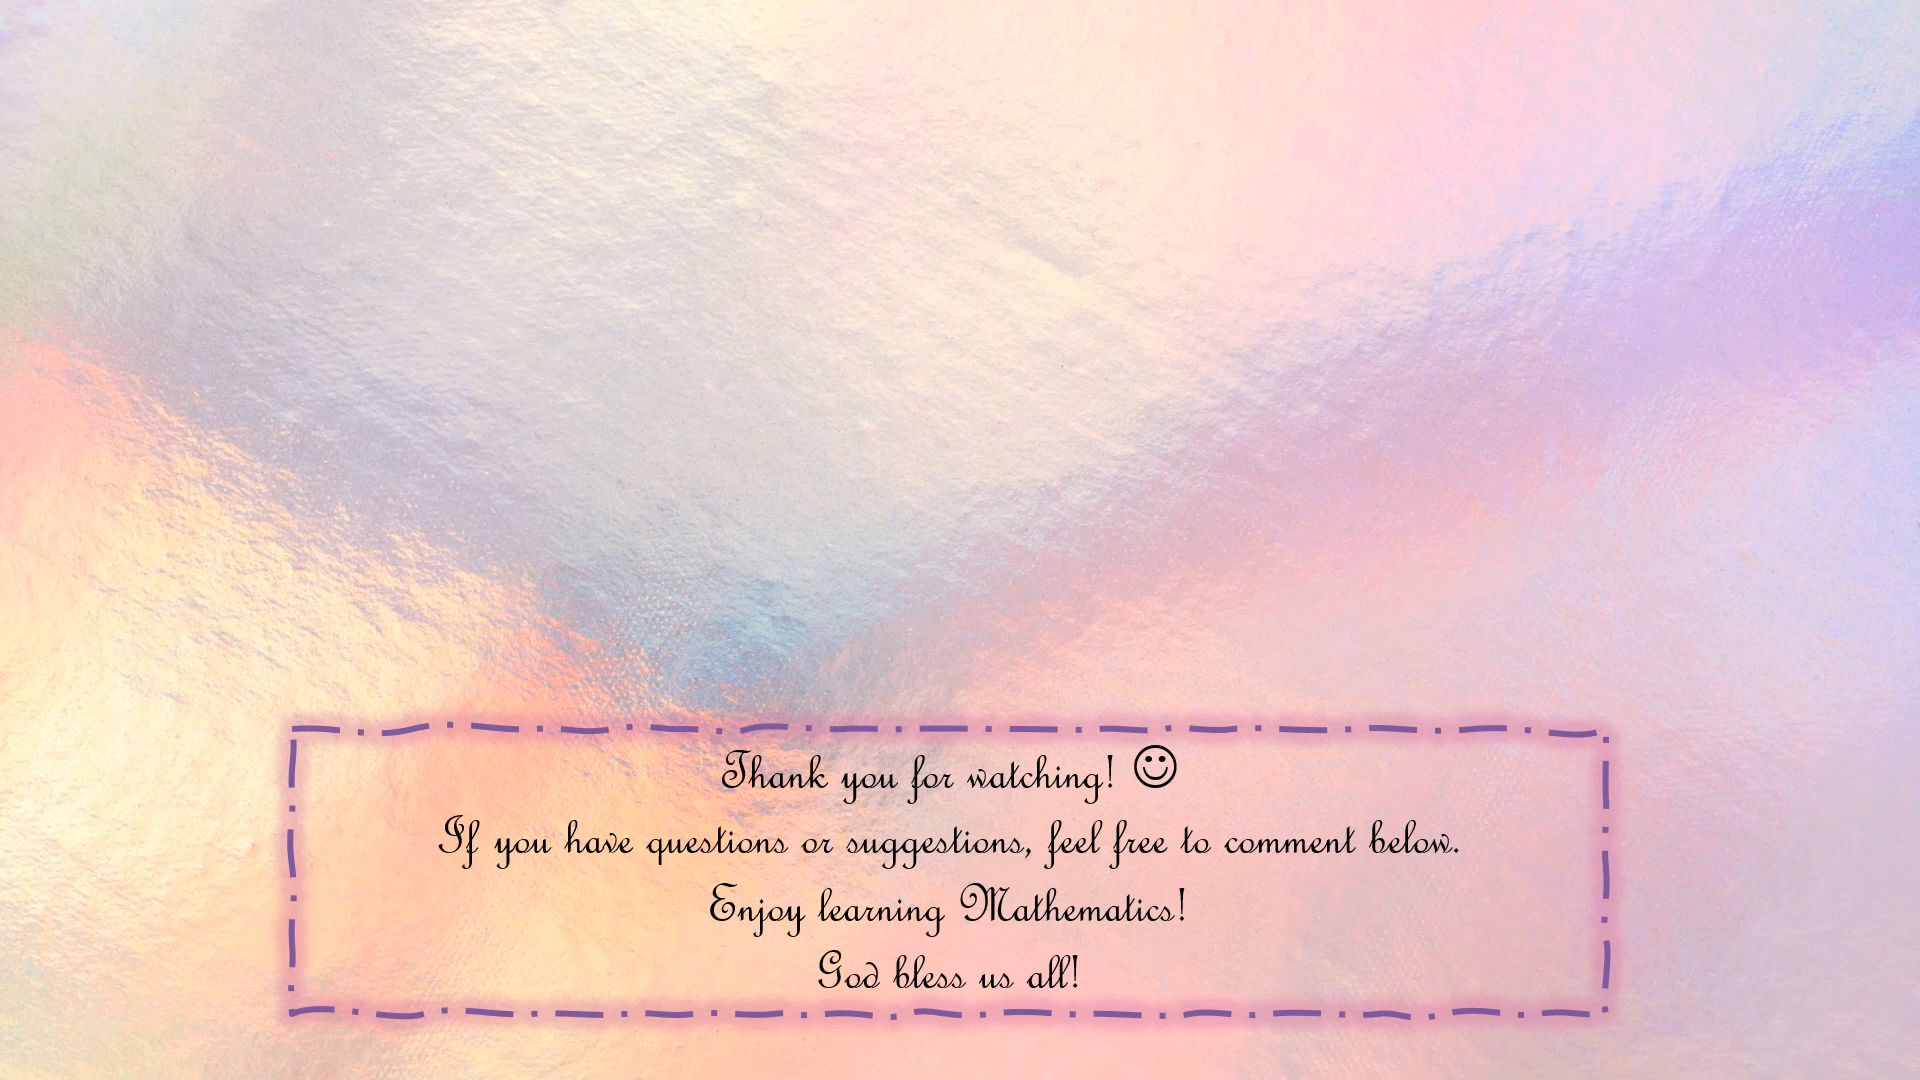 Thank you for watching! ☺
If you have questions or suggestions, feel free to comment below.
Enjoy learning Mathematics!
God bless us all!